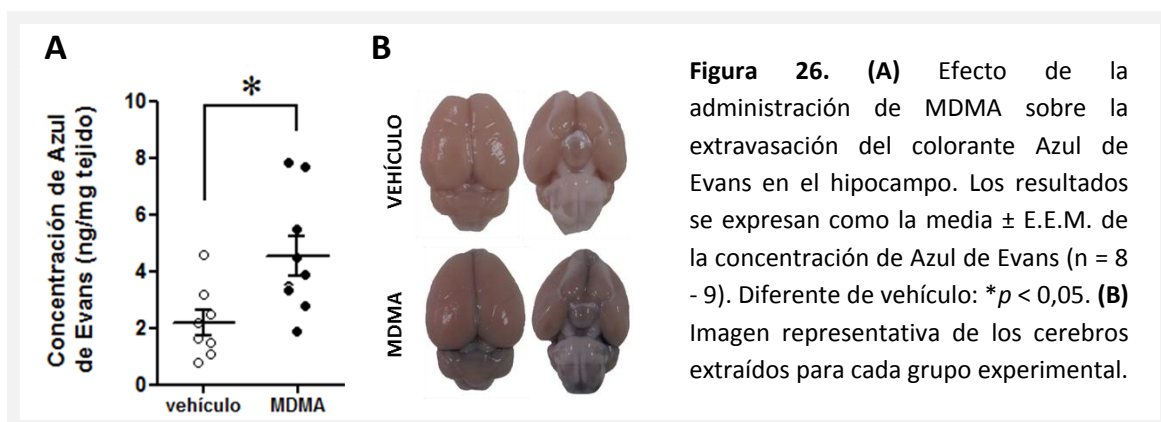 A
Concentración de Azul
de Evans (ng/mg tejido)
10
8
6
4
2
0
*
vehículo
MDMA
B
VEHÍCULO
MDMA
Figura 26. (A) Efecto de la
administración de MDMA sobre la
extravasación del colorante Azul de
Evans en el hipocampo. Los resultados
se expresan como la media ± E.E.M. de
la concentración de Azul de Evans (n = 8
- 9). Diferente de vehículo: *p < 0,05. (B)
Imagen representativa de los cerebros
extraídos para cada grupo experimental.